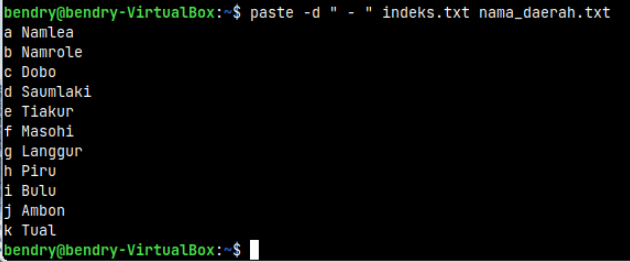 bendry@bendry-VirtualBox:~$ paste -d " - " indeks.txt nama_daerah.txt
a Namlea
b Namrole
c Dobo
d Saumlaki
e Tiakur
f Masohi
g Langgur
h Piru
i Bulu
j Ambon
k Tual
bendry@bendry-VirtualBox:~$